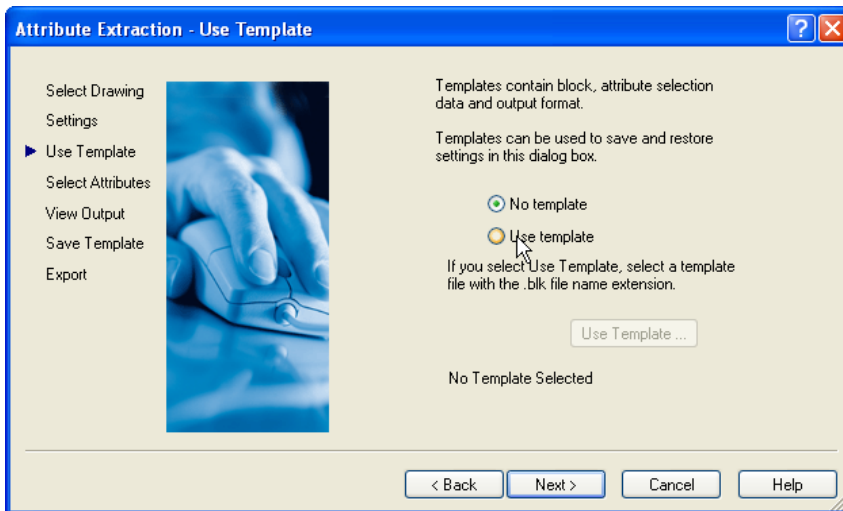 Attribute Extraction - Use Template
Select Drawing
Settings
Use Template
Select Attributes
View Output
Save Template
Export
Templates contain block, attribute selection
data and output format.
Templates can be used to save and restore
settings in this dialog box.
No template
Use template
If you select Use Template, select a template
file with the .blk file name extension.
Use Template ...
No Template Selected
< Back
Next >
Cancel
Help